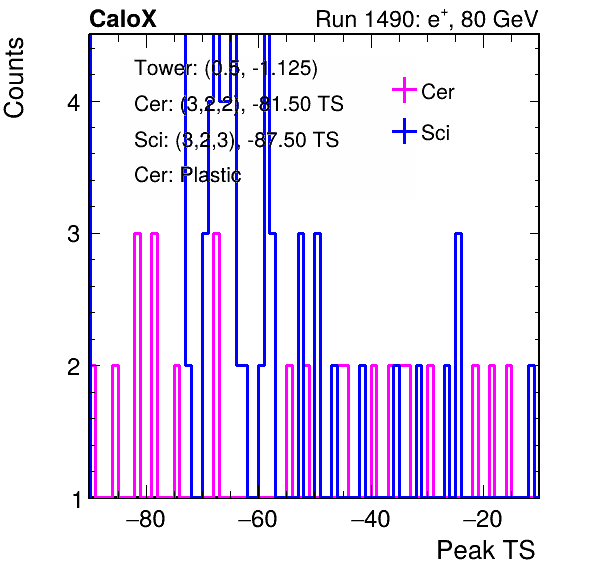 CaloX Run 1490: e⁺, 80 GeV
Counts
Tower: (0.5, -1.125)
Cer: (3,2,2), -81.50 TS
Sci: (3,2,3), -87.50 TS
Cer: Plastic
Cer
Sci
4
3
2
1
−80 −60 −40 −20
Peak TS